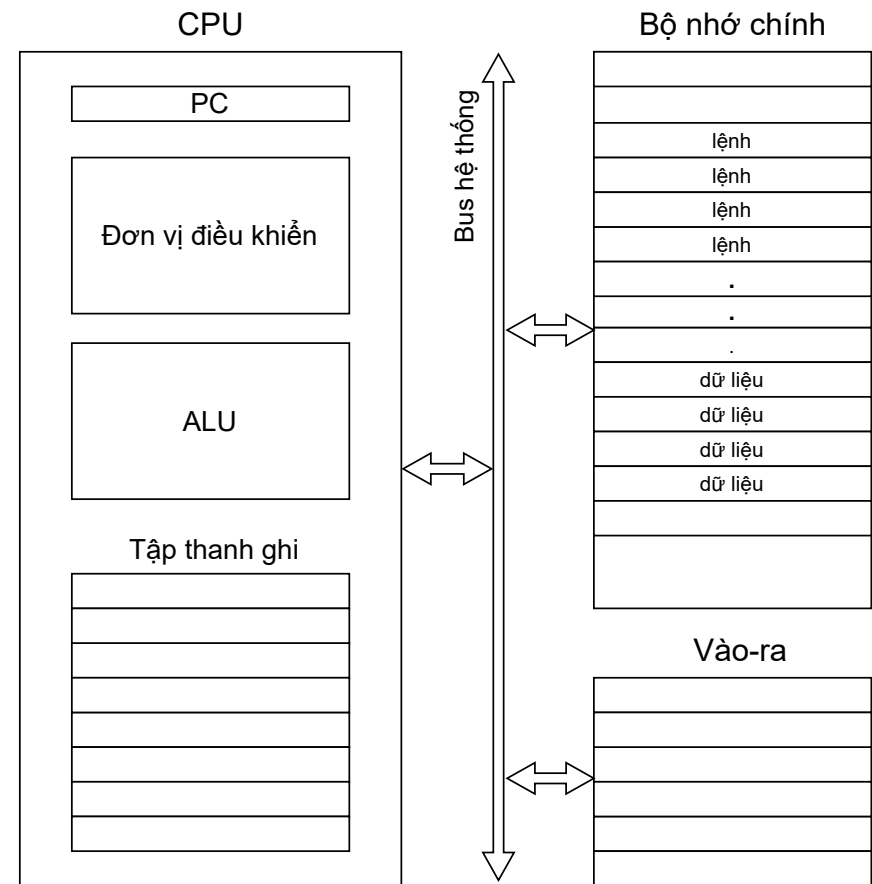 CPU
PC
Đơn vị điều khiển
ALU
Tập thanh ghi
Bus hệ thống
Bộ nhớ chính
lệnh
lệnh
lệnh
lệnh
.
.
.
dữ liệu
dữ liệu
dữ liệu
dữ liệu
Vào-ra